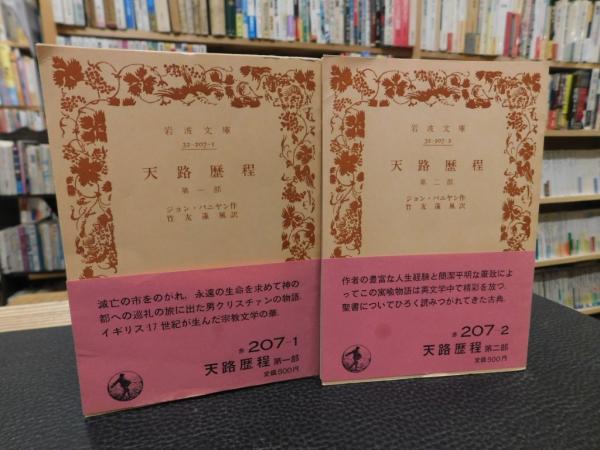 岩波文庫
32-207-1
天路歴程
第一部
ジョン・バニヤン作
竹友藻風訳
滅亡の市をのがれ、永遠の生命を求めて神の
都への巡礼の旅に出た男クリスチァンの物語.
イギリス17世紀が生んだ宗教文学の華.
赤 207-1
天路歴程 第一部
定価500円
岩波文庫
32-207-2
天路歴程
第二部
ジョン・バニヤン作
竹友藻風訳
作者の豊富な人生経験と簡潔平明な叙述によ
ってこの寓喩物語は英文学中で精彩を放つ.
聖書についでひろく読みつがれてきた古典.
赤 207-2
天路歴程 第二部
定価500円